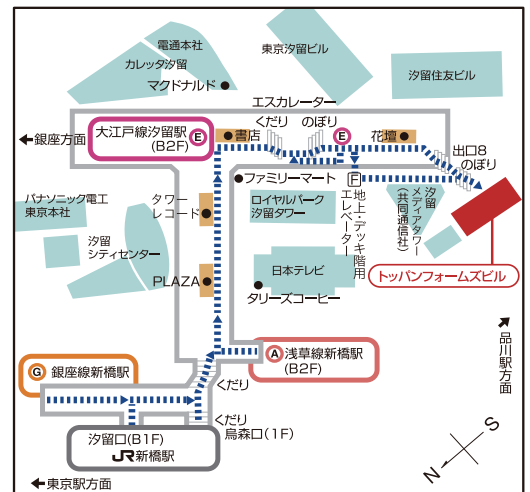 電通本社
カレッタ汐留
マクドナルド
東京汐留ビル
汐留住友ビル
エスカレーター
くだり のぼり
大江戸線汐留駅
(B2F)
E
書店
E
花壇
出口8
のぼり
←銀座方面
ファミリーマート
F
地上・デッキ階用
エレベーター
汐留
メディアタワー
(共同通信社)
パナソニック電工
東京本社
タワー
レコード
ロイヤルパーク
汐留タワー
汐留
シティセンター
日本テレビ
トッパンフォームズビル
PLAZA
タリーズコーヒー
品川駅方面
A 浅草線新橋駅
(B2F)
G 銀座線新橋駅
くだり
くだり
烏森口(1F)
汐留口(B1F)
JR新橋駅
S
N
←東京駅方面